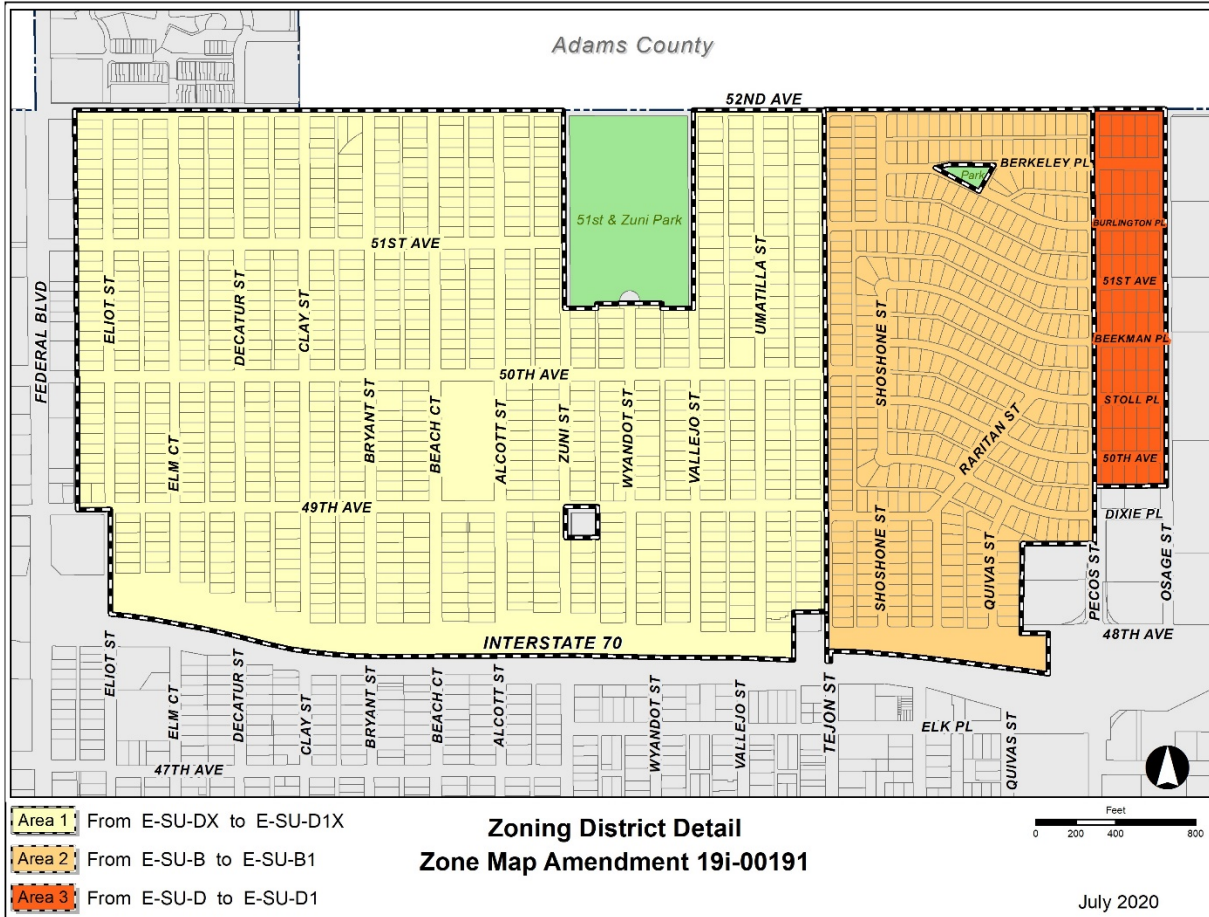 Adams County
52ND AVE
BERKELEY PL
Park
51st & Zuni Park
BURLINGTON PL
51ST AVE
51ST AVE
FEDERAL BLVD
ELIOT ST
DECATUR ST
CLAY ST
UMATILLA ST
SHOSHONE ST
BEEKMAN PL
50TH AVE
STOLL PL
ELM CT
BRYANT ST
BEACH CT
ALCOTT ST
ZUNI ST
WYANDOT ST
VALLEJO ST
RARITAN ST
50TH AVE
49TH AVE
DIXIE PL
SHOSHONE ST
QUIVAS ST
PECOS ST
OSAGE ST
INTERSTATE 70
48TH AVE
ELIOT ST
ELM CT
DECATUR ST
CLAY ST
BRYANT ST
BEACH CT
ALCOTT ST
WYANDOT ST
VALLEJO ST
TEJON ST
ELK PL
QUIVAS ST
47TH AVE
Area 1 From E-SU-DX to E-SU-D1X
Area 2 From E-SU-B to E-SU-B1
Area 3 From E-SU-D to E-SU-D1
Zoning District Detail
Zone Map Amendment 19i-00191
Feet
0 200 400 800
July 2020